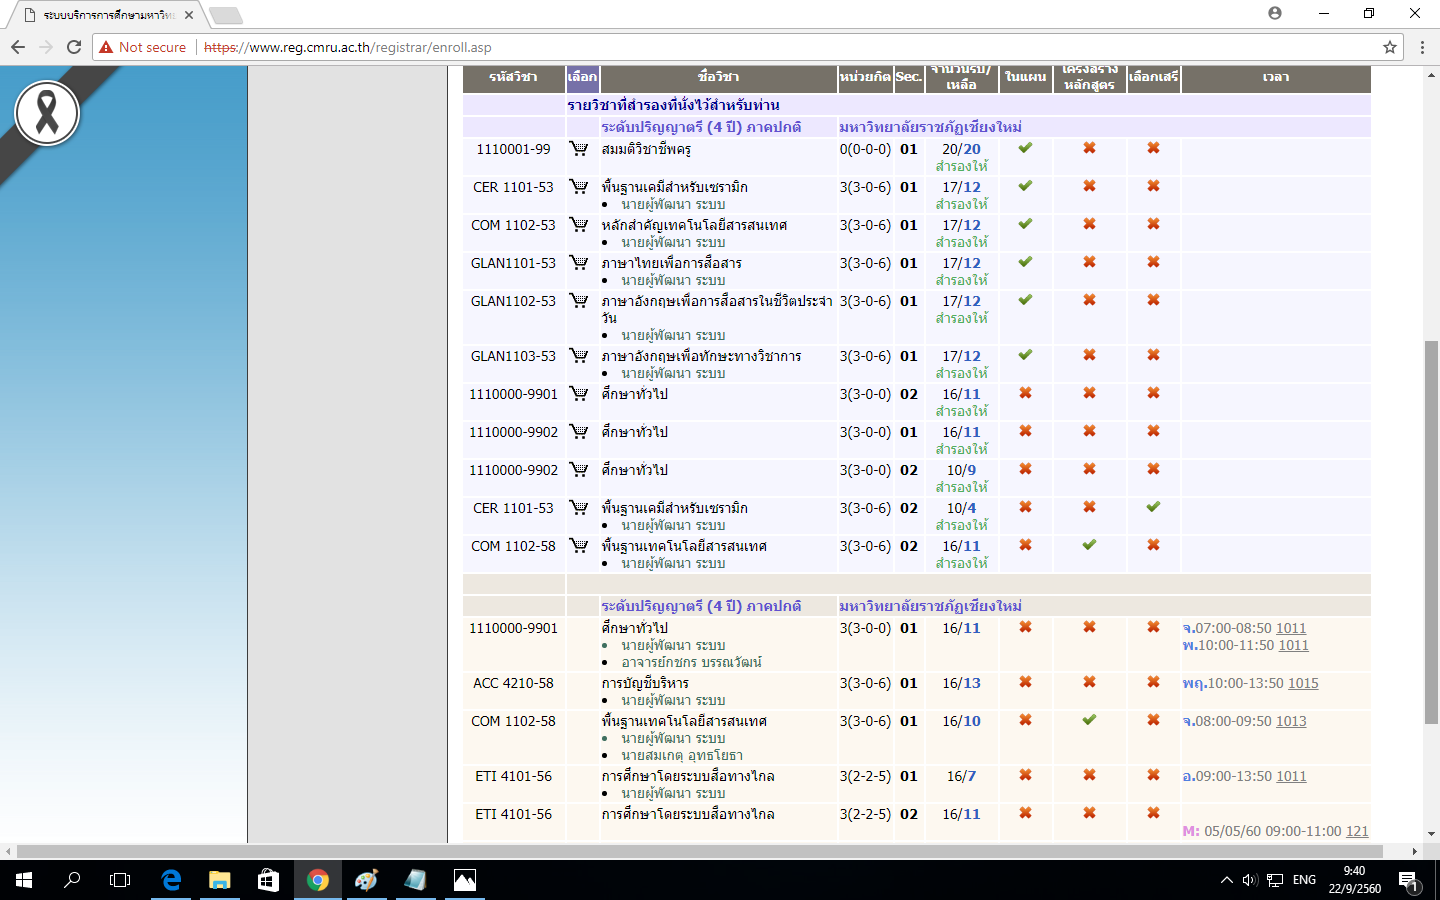 ระบบบริการการศึกษามหาวิทย
Not secure https://www.reg.cmru.ac.th/registrar/enroll.asp
รหัสวิชา เลือก ชื่อวิชา หน่วยกิต Sec. จำนวนรับ/เหลือ ในแผน โครงสร้างหลักสูตร เลือกเสรี เวลา
รายวิชาที่สำรองที่นั่งไว้สำหรับท่าน
ระดับปริญญาตรี (4 ปี) ภาคปกติ มหาวิทยาลัยราชภัฏเชียงใหม่
1110001-99 สมมติวิชาชีพครู 0(0-0-0) 01 20/20
สำรองให้
CER 1101-53 พื้นฐานเคมีสำหรับเซรามิก 3(3-0-6) 01 17/12
• นายผู้พัฒนา ระบบ สำรองให้
COM 1102-53 หลักสำคัญเทคโนโลยีสารสนเทศ 3(3-0-6) 01 17/12
• นายผู้พัฒนา ระบบ สำรองให้
GLAN1101-53 ภาษาไทยเพื่อการสื่อสาร 3(3-0-6) 01 17/12
• นายผู้พัฒนา ระบบ สำรองให้
GLAN1102-53 ภาษาอังกฤษเพื่อการสื่อสารในชีวิตประจำ 3(3-0-6) 01 17/12
วัน สำรองให้
• นายผู้พัฒนา ระบบ
GLAN1103-53 ภาษาอังกฤษเพื่อทักษะทางวิชาการ 3(3-0-6) 01 17/12
• นายผู้พัฒนา ระบบ สำรองให้
1110000-9901 ศึกษาทั่วไป 3(3-0-0) 02 16/11
สำรองให้
1110000-9902 ศึกษาทั่วไป 3(3-0-0) 01 16/11
สำรองให้
1110000-9902 ศึกษาทั่วไป 3(3-0-0) 02 10/9
สำรองให้
CER 1101-53 พื้นฐานเคมีสำหรับเซรามิก 3(3-0-6) 02 10/4
• นายผู้พัฒนา ระบบ สำรองให้
COM 1102-58 พื้นฐานเทคโนโลยีสารสนเทศ 3(3-0-6) 02 16/11
• นายผู้พัฒนา ระบบ สำรองให้
ระดับปริญญาตรี (4 ปี) ภาคปกติ มหาวิทยาลัยราชภัฏเชียงใหม่
1110000-9901 ศึกษาทั่วไป 3(3-0-0) 01 16/11 จ.07:00-08:50 1011
• นายผู้พัฒนา ระบบ พ.10:00-11:50 1011
• อาจารย์กชกร บรรณวัฒน์
ACC 4210-58 การบัญชีบริหาร 3(3-0-6) 01 16/13 พฤ.10:00-13:50 1015
• นายผู้พัฒนา ระบบ
COM 1102-58 พื้นฐานเทคโนโลยีสารสนเทศ 3(3-0-6) 01 16/10 จ.08:00-09:50 1013
• นายผู้พัฒนา ระบบ
• นายสมเกตุ อุทธโยธา
ETI 4101-56 การศึกษาโดยระบบสื่อทางไกล 3(2-2-5) 01 16/7 อ.09:00-13:50 1011
• นายผู้พัฒนา ระบบ
ETI 4101-56 การศึกษาโดยระบบสื่อทางไกล 3(2-2-5) 02 16/11
M: 05/05/60 09:00-11:00 121
ENG
9:40
22/9/2560
1